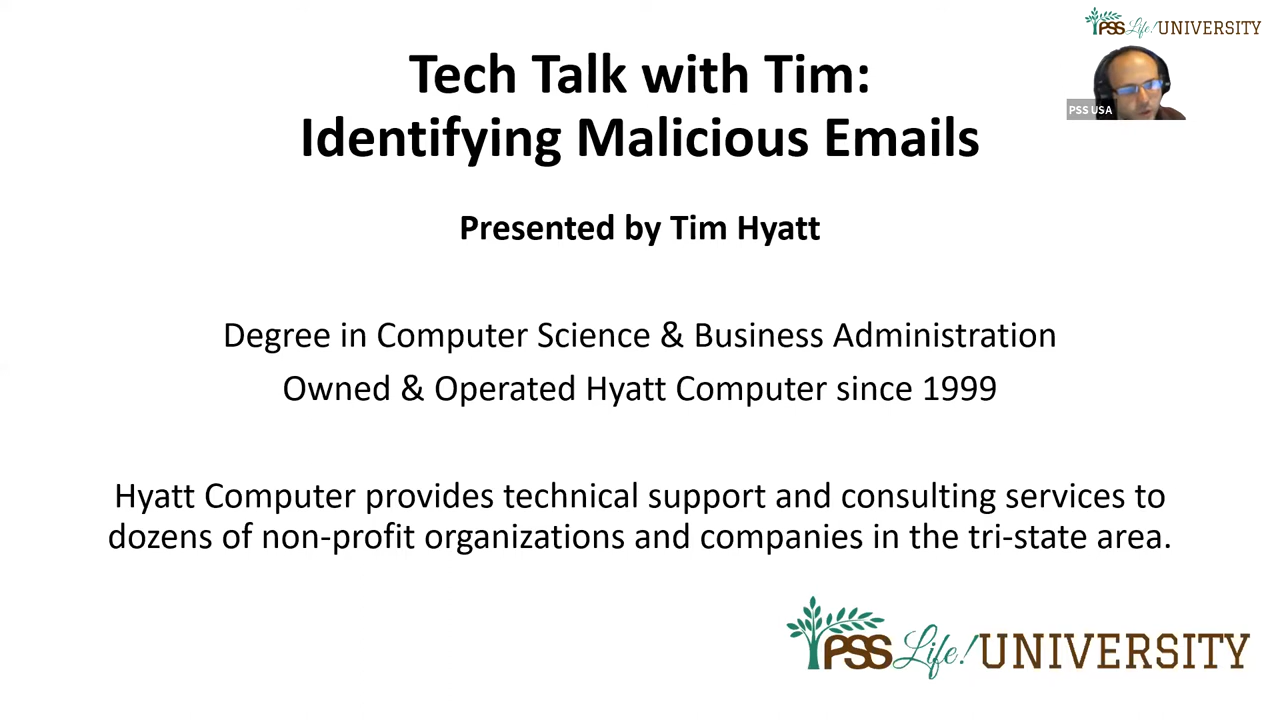 PSS Life! UNIVERSITY
Tech Talk with Tim:
Identifying Malicious Emails
PSS USA
Presented by Tim Hyatt
Degree in Computer Science & Business Administration
Owned & Operated Hyatt Computer since 1999
Hyatt Computer provides technical support and consulting services to
dozens of non-profit organizations and companies in the tri-state area.
PSS Life! UNIVERSITY